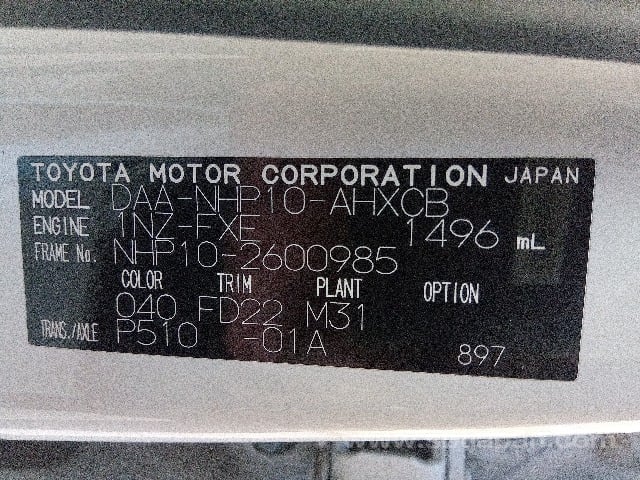 TOYOTA MOTOR CORPORATION JAPAN
MODEL DAA-NHP10-AHXCB
ENGINE 1NZ-FXE 1496 mL
FRAME No. NHP10-2600985
COLOR TRIM PLANT OPTION
040 FD22 M31
TRANS./AXLE P510 -01A
897